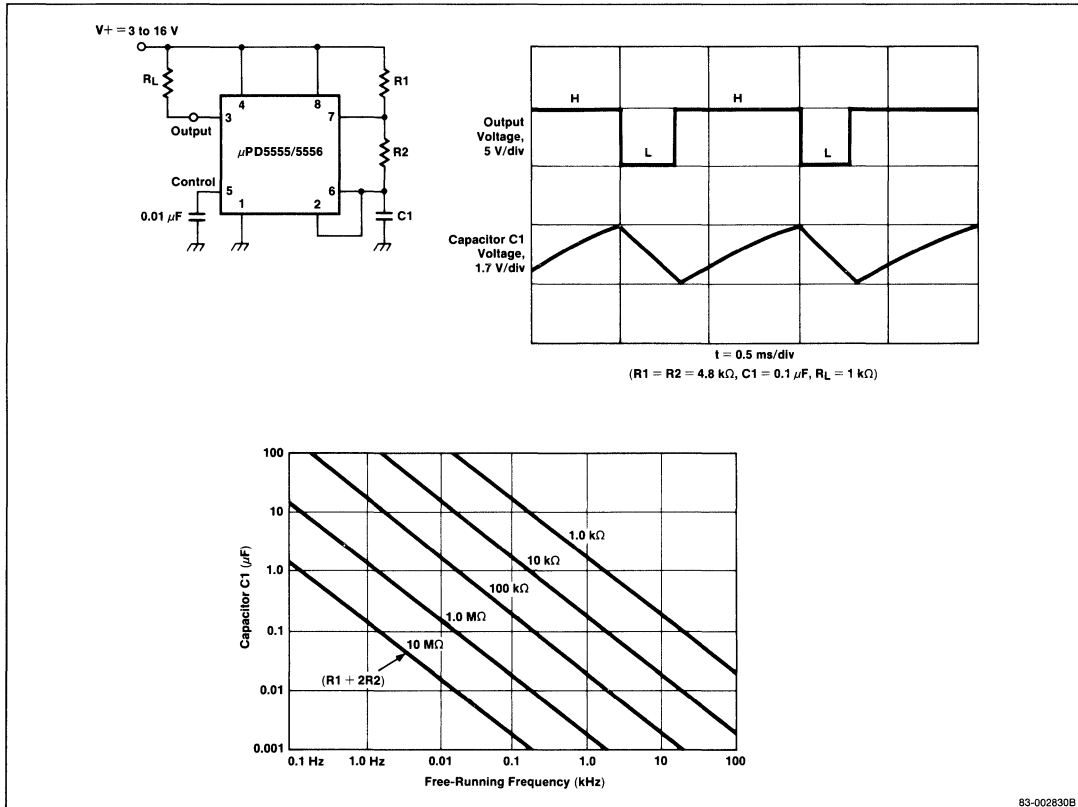 V+ = 3 to 16 V
RL
R1
4
8
3
7
Output
μPD5555/5556
R2
Control
5
6
0.01 μF
1
2
C1
H
H
Output
Voltage,
5 V/div
L
L
Capacitor C1
Voltage,
1.7 V/div
t = 0.5 ms/div
(R1 = R2 = 4.8 kΩ, C1 = 0.1 μF, RL = 1 kΩ)
Capacitor C1 (μF)
100
10
1.0
0.1
0.01
0.001
1.0 kΩ
10 kΩ
100 kΩ
1.0 MΩ
10 MΩ
(R1 + 2R2)
0.1 Hz
1.0 Hz
0.01
0.1
1.0
10
100
Free-Running Frequency (kHz)
83-002830B